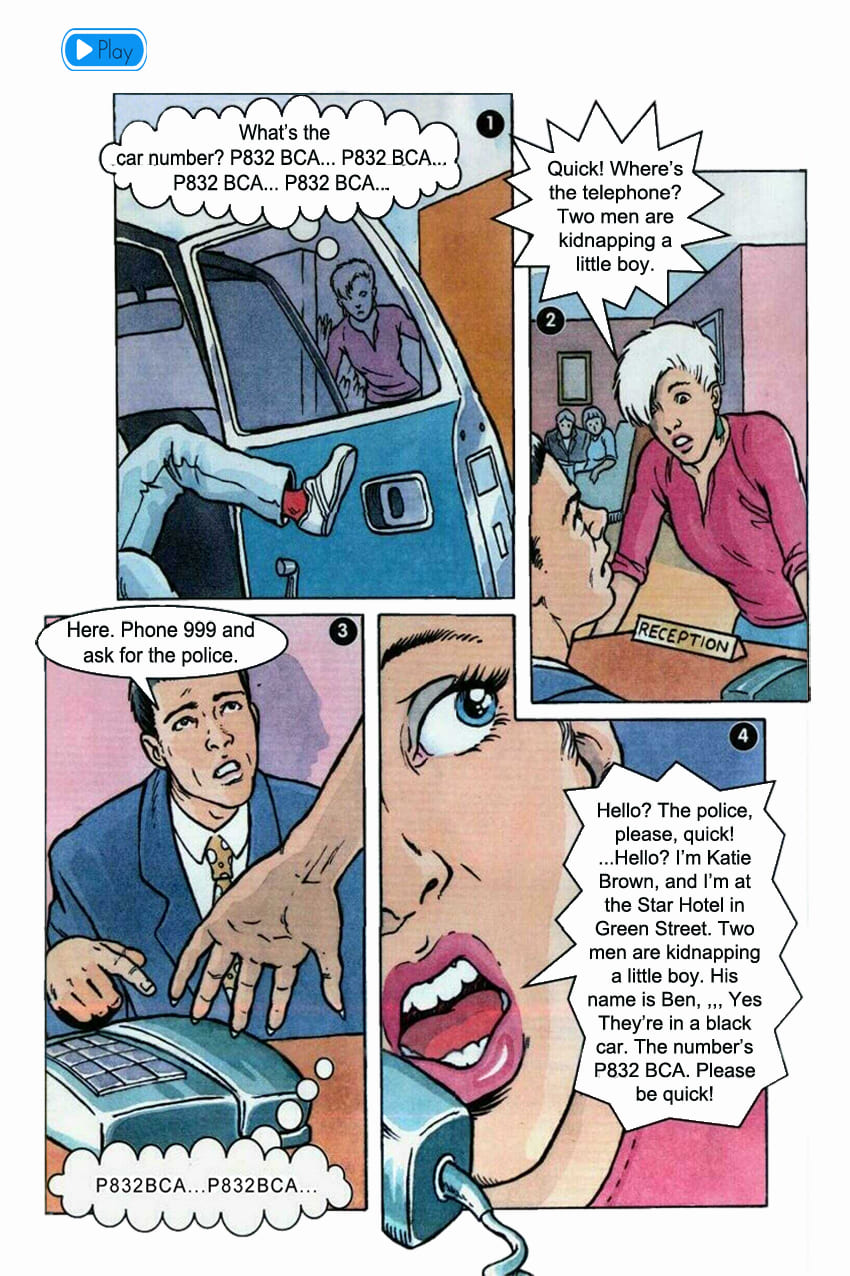 Play
1
What's the
car number? P832 BCA... P832 BCA...
P832 BCA... P832 BCA...
Quick! Where's
the telephone?
Two men are
kidnapping a
little boy.
2
RECEPTION
Here. Phone 999 and
ask for the police.
3
P832BCA...P832BCA...
4
Hello? The police,
please, quick!
...Hello? I'm Katie
Brown, and I'm at
the Star Hotel in
Green Street. Two
men are kidnapping
a little boy. His
name is Ben, ,,, Yes
They're in a black
car. The number's
P832 BCA. Please
be quick!